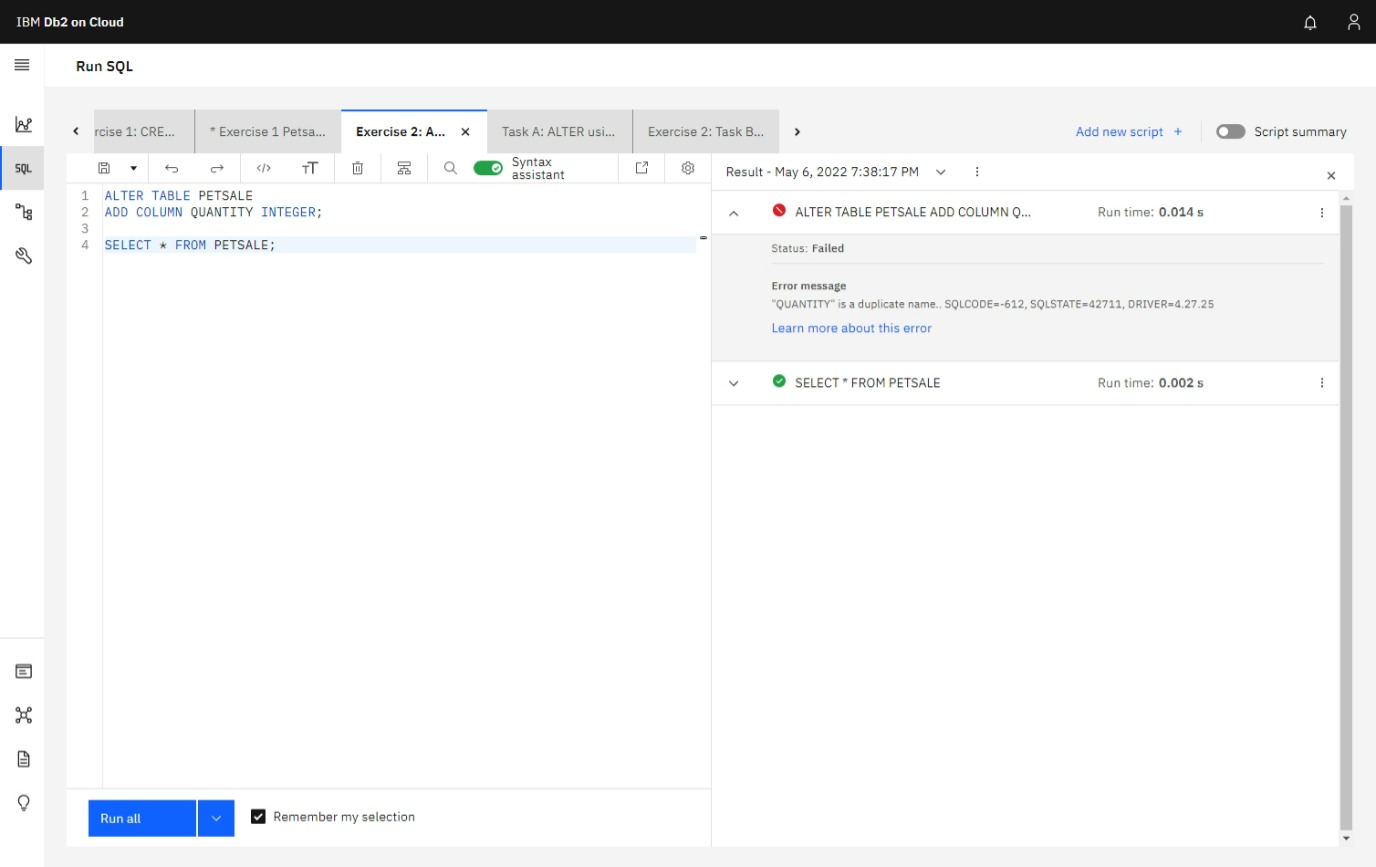 IBM Db2 on Cloud
Run SQL
rcise 1: CRE...
* Exercise 1 Petsa...
Exercise 2: A...
Task A: ALTER usi...
Exercise 2: Task B...
Add new script +
Script summary
SQL
Syntax
assistant
1 ALTER TABLE PETSALE
2 ADD COLUMN QUANTITY INTEGER;
3
4 SELECT * FROM PETSALE;
Result - May 6, 2022 7:38:17 PM
ALTER TABLE PETSALE ADD COLUMN Q... Run time: 0.014 s
Status: Failed
Error message
"QUANTITY" is a duplicate name.. SQLCODE=-612, SQLSTATE=42711, DRIVER=4.27.25
Learn more about this error
SELECT * FROM PETSALE Run time: 0.002 s
Run all
Remember my selection